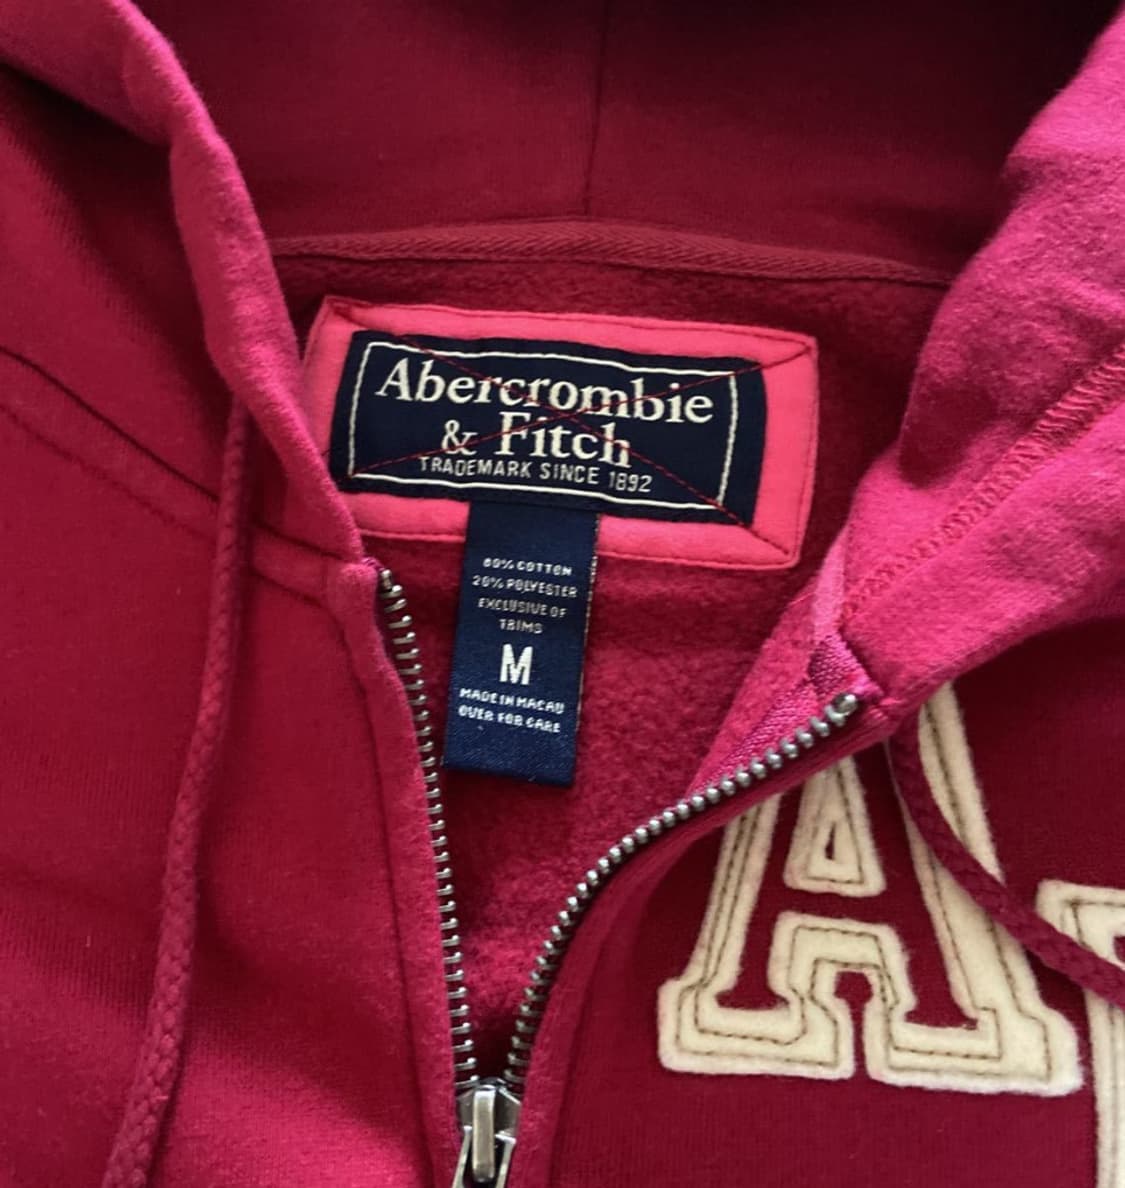 Abercrombie
& Fitch
TRADEMARK SINCE 1892
80% COTTON
20% POLYESTER
EXCLUSIVE OF
TRIMS
M
MADE IN MACAU
OVER FOR CARE
A